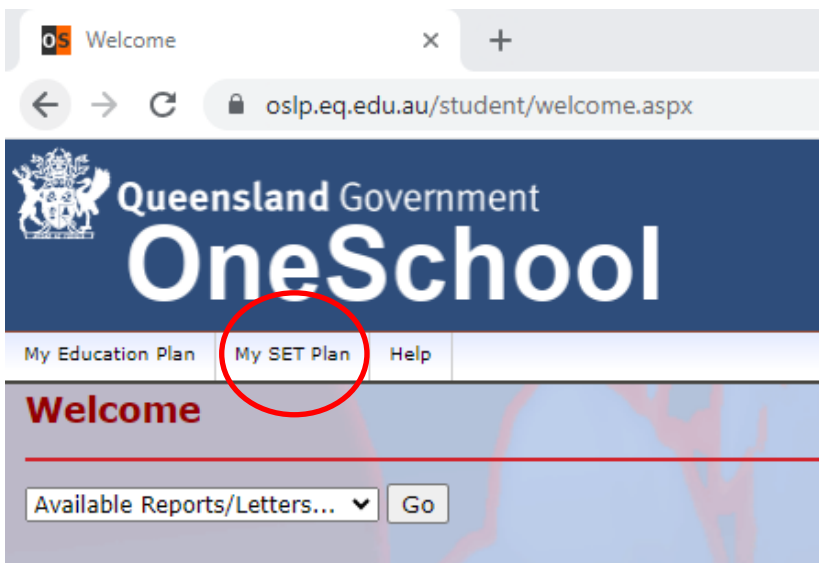 OS Welcome × +
oslp.eq.edu.au/student/welcome.aspx
Queensland Government
OneSchool
My Education Plan My SET Plan Help
Welcome
Available Reports/Letters... Go